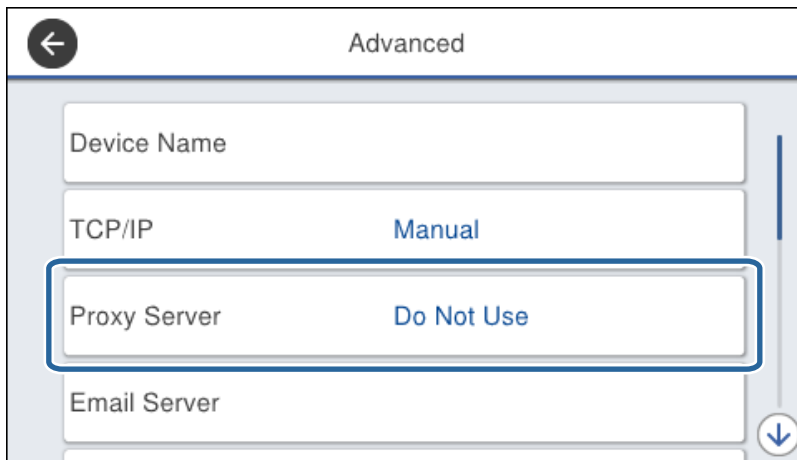 Advanced
Device Name
TCP/IP Manual
Proxy Server Do Not Use
Email Server